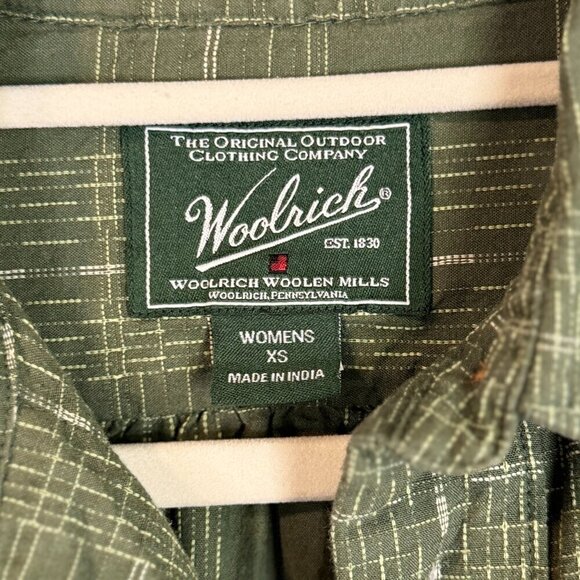 THE ORIGINAL OUTDOOR
CLOTHING COMPANY
Woolrich®
EST. 1830
WOOLRICH WOOLEN MILLS
WOOLRICH, PENNSYLVANIA
WOMENS
XS
MADE IN INDIA